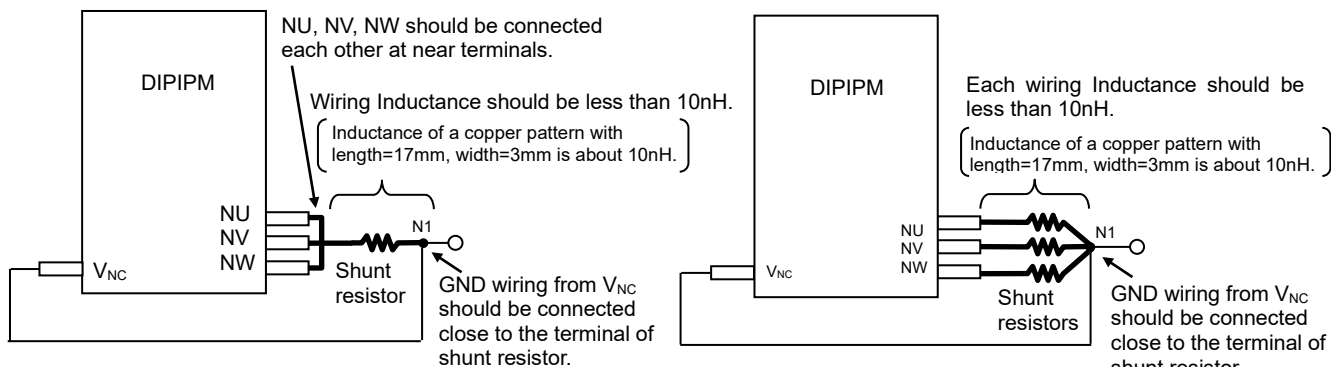 NU, NV, NW should be connected
each other at near terminals.
DIPIPM
Wiring Inductance should be less than 10nH.
Inductance of a copper pattern with
length=17mm, width=3mm is about 10nH.
NU
NV
NW
N1
VNC
Shunt
resistor
GND wiring from VNC
should be connected
close to the terminal of
shunt resistor.
DIPIPM
Each wiring Inductance should be
less than 10nH.
Inductance of a copper pattern with
length=17mm, width=3mm is about 10nH.
NU
NV
NW
N1
VNC
Shunt
resistors
GND wiring from VNC
should be connected
close to the terminal of
shunt resistor